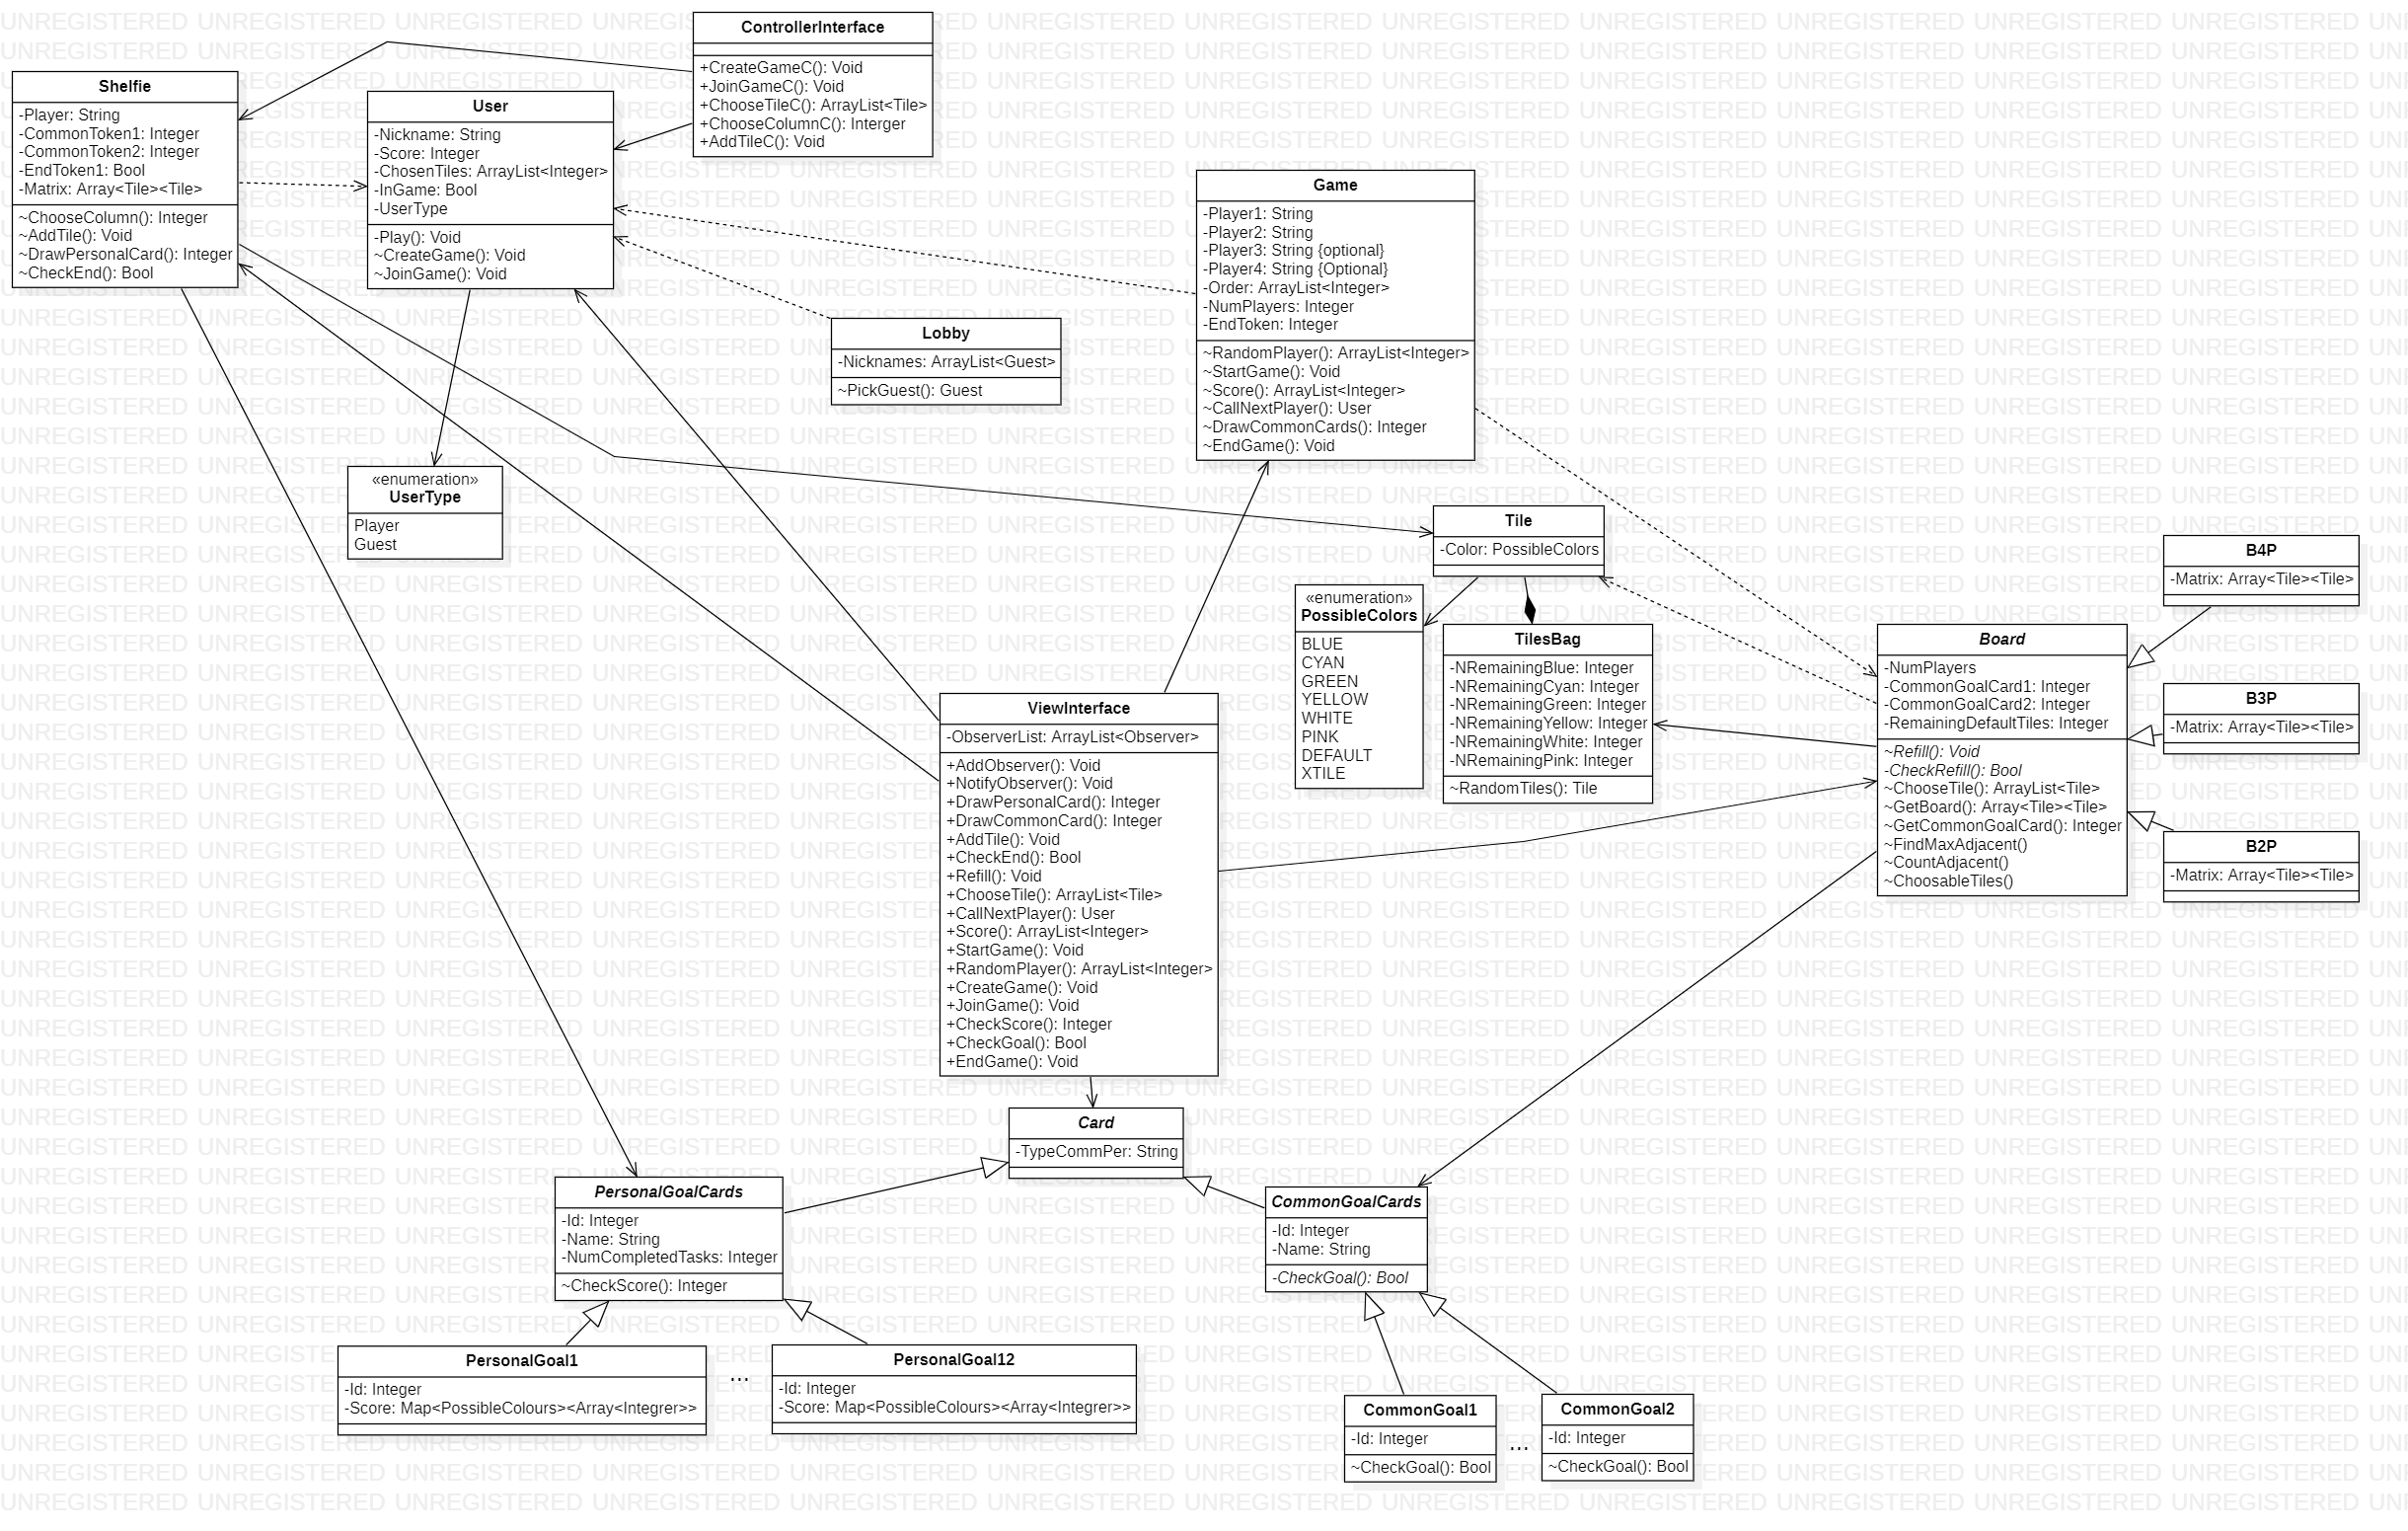 ControllerInterface
+CreateGameC(): Void
+JoinGameC(): Void
+ChooseTileC(): ArrayList<Tile>
+ChooseColumnC(): Interger
+AddTileC(): Void
Shelfie
-Player: String
-CommonToken1: Integer
-CommonToken2: Integer
-EndToken1: Bool
-Matrix: Array<Tile><Tile>
~ChooseColumn(): Integer
~AddTile(): Void
~DrawPersonalCard(): Integer
~CheckEnd(): Bool
User
-Nickname: String
-Score: Integer
-ChosenTiles: ArrayList<Integer>
-InGame: Bool
-UserType
-Play(): Void
~CreateGame(): Void
~JoinGame(): Void
Game
-Player1: String
-Player2: String
-Player3: String {optional}
-Player4: String {Optional}
-Order: ArrayList<Integer>
-NumPlayers: Integer
-EndToken: Integer
~RandomPlayer(): ArrayList<Integer>
~StartGame(): Void
~Score(): ArrayList<Integer>
~CallNextPlayer(): User
~DrawCommonCards(): Integer
~EndGame(): Void
Lobby
-Nicknames: ArrayList<Guest>
~PickGuest(): Guest
«enumeration»
UserType
Player
Guest
Tile
-Color: PossibleColors
«enumeration»
PossibleColors
BLUE
CYAN
GREEN
YELLOW
WHITE
PINK
DEFAULT
XTILE
TilesBag
-NRemainingBlue: Integer
-NRemainingCyan: Integer
-NRemainingGreen: Integer
-NRemainingYellow: Integer
-NRemainingWhite: Integer
-NRemainingPink: Integer
~RandomTiles(): Tile
Board
-NumPlayers
-CommonGoalCard1: Integer
-CommonGoalCard2: Integer
-RemainingDefaultTiles: Integer
~Refill(): Void
-CheckRefill(): Bool
~ChooseTile(): ArrayList<Tile>
~GetBoard(): Array<Tile><Tile>
~GetCommonGoalCard(): Integer
~FindMaxAdjacent()
~CountAdjacent()
~ChoosableTiles()
B4P
-Matrix: Array<Tile><Tile>
B3P
-Matrix: Array<Tile><Tile>
B2P
-Matrix: Array<Tile><Tile>
ViewInterface
-ObserverList: ArrayList<Observer>
+AddObserver(): Void
+NotifyObserver(): Void
+DrawPersonalCard(): Integer
+DrawCommonCard(): Integer
+AddTile(): Void
+CheckEnd(): Bool
+Refill(): Void
+ChooseTile(): ArrayList<Tile>
+CallNextPlayer(): User
+Score(): ArrayList<Integer>
+StartGame(): Void
+RandomPlayer(): ArrayList<Integer>
+CreateGame(): Void
+JoinGame(): Void
+CheckScore(): Integer
+CheckGoal(): Bool
+EndGame(): Void
Card
-TypeCommPer: String
PersonalGoalCards
-Id: Integer
-Name: String
-NumCompletedTasks: Integer
~CheckScore(): Integer
CommonGoalCards
-Id: Integer
-Name: String
-CheckGoal(): Bool
PersonalGoal1
-Id: Integer
-Score: Map<PossibleColours><Array<Integrer>>
...
PersonalGoal12
-Id: Integer
-Score: Map<PossibleColours><Array<Integrer>>
CommonGoal1
-Id: Integer
~CheckGoal(): Bool
...
CommonGoal2
-Id: Integer
~CheckGoal(): Bool